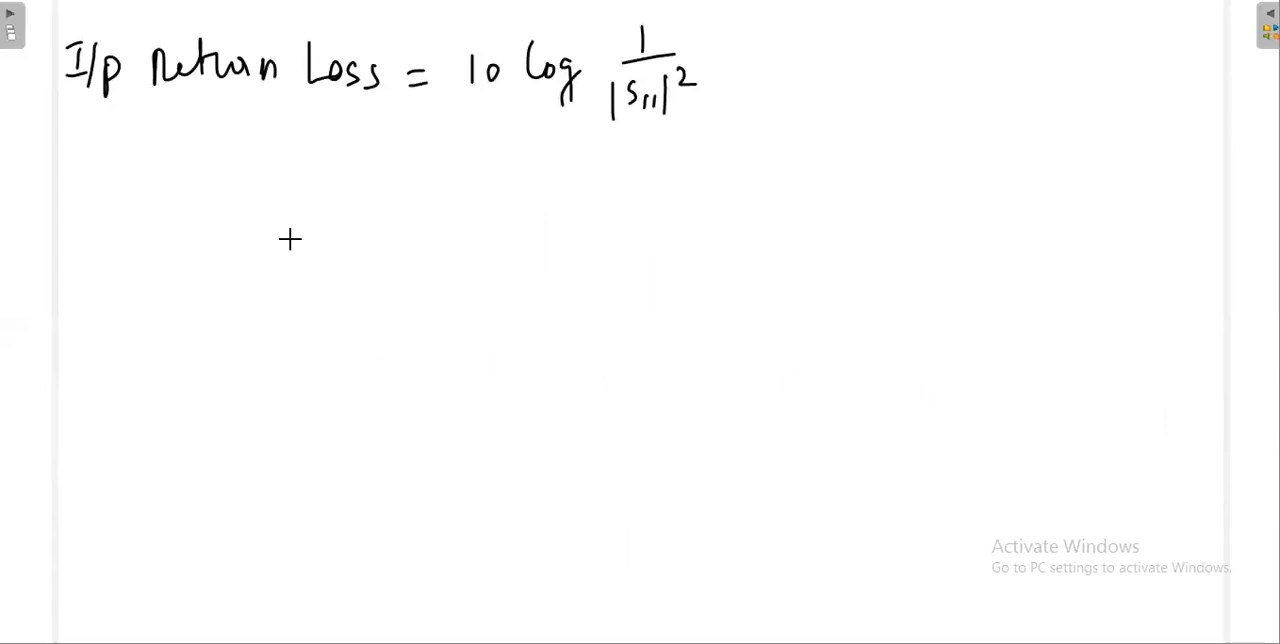 I/p Return Loss = 10 log 1/|S11|²
Activate Windows
Go to PC settings to activate Windows.